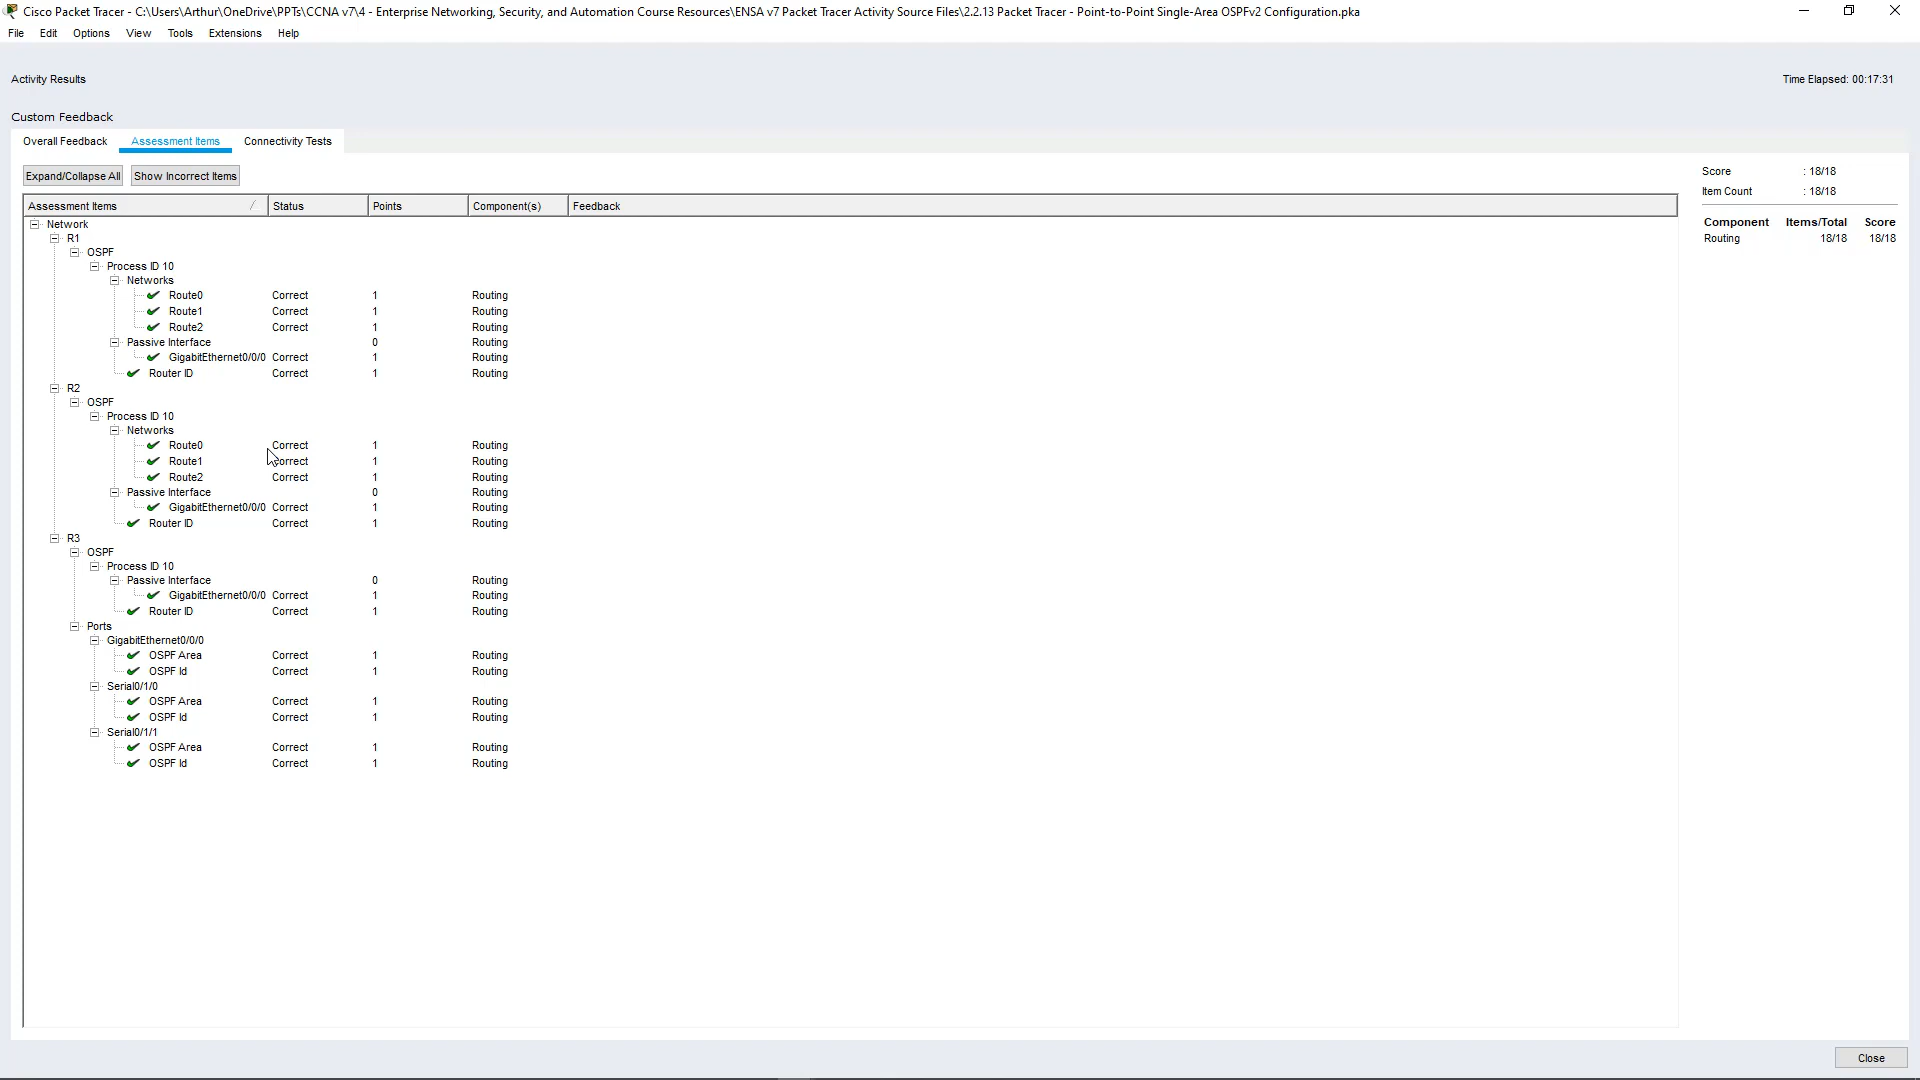 Cisco Packet Tracer - C:\Users\Arthur\OneDrive\PPTs\CCNA v7\4 - Enterprise Networking, Security, and Automation Course Resources\ENSA v7 Packet Tracer Activity Source Files\2.2.13 Packet Tracer - Point-to-Point Single-Area OSPFv2 Configuration.pka
File Edit Options View Tools Extensions Help
Activity Results Time Elapsed: 00:17:31
Custom Feedback
Overall Feedback Assessment Items Connectivity Tests
Expand/Collapse All Show Incorrect Items
Score : 18/18
Item Count : 18/18
Component Items/Total Score
Routing 18/18 18/18
Assessment Items Status Points Component(s) Feedback
Network
R1
OSPF
Process ID 10
Networks
Route0 Correct 1 Routing
Route1 Correct 1 Routing
Route2 Correct 1 Routing
Passive Interface 0 Routing
GigabitEthernet0/0/0 Correct 1 Routing
Router ID Correct 1 Routing
R2
OSPF
Process ID 10
Networks
Route0 Correct 1 Routing
Route1 Correct 1 Routing
Route2 Correct 1 Routing
Passive Interface 0 Routing
GigabitEthernet0/0/0 Correct 1 Routing
Router ID Correct 1 Routing
R3
OSPF
Process ID 10
Passive Interface 0 Routing
GigabitEthernet0/0/0 Correct 1 Routing
Router ID Correct 1 Routing
Ports
GigabitEthernet0/0/0
OSPF Area Correct 1 Routing
OSPF Id Correct 1 Routing
Serial0/1/0
OSPF Area Correct 1 Routing
OSPF Id Correct 1 Routing
Serial0/1/1
OSPF Area Correct 1 Routing
OSPF Id Correct 1 Routing
Close